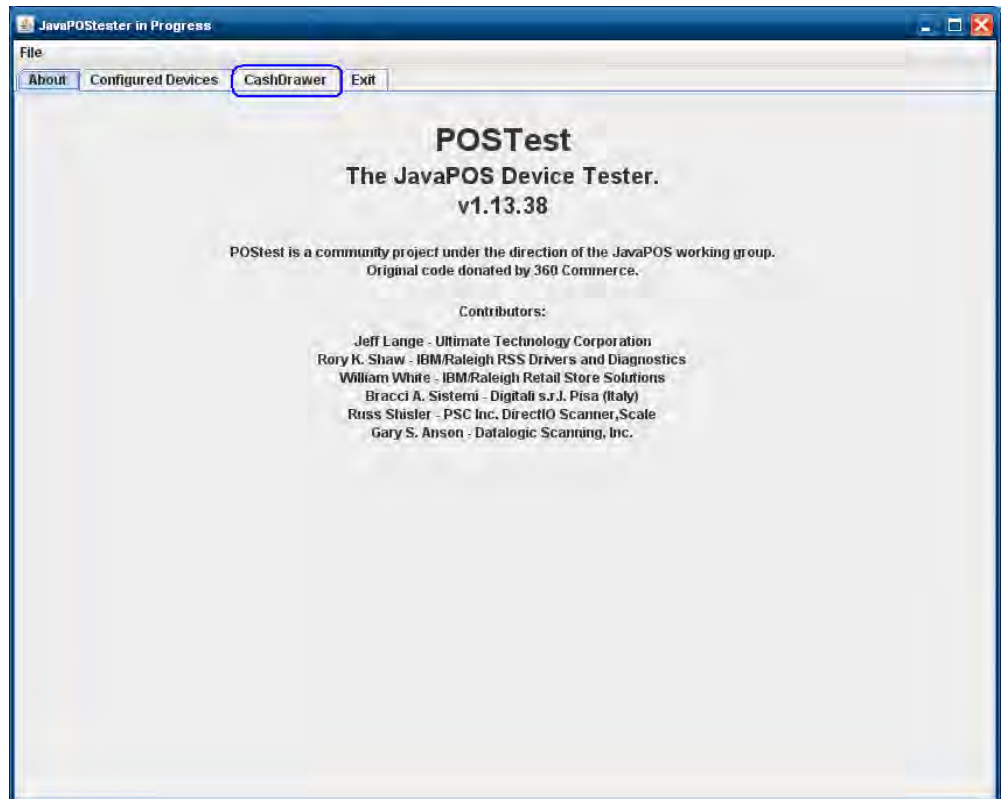 JavaPOStester in Progress
File
About Configured Devices CashDrawer Exit
POSTest
The JavaPOS Device Tester.
v1.13.38
POStest is a community project under the direction of the JavaPOS working group.
Original code donated by 360 Commerce.
Contributors:
Jeff Lange - Ultimate Technology Corporation
Rory K. Shaw - IBM/Raleigh RSS Drivers and Diagnostics
William White - IBM/Raleigh Retail Store Solutions
Bracci A. Sistemi - Digitali s.r.l. Pisa (Italy)
Russ Shisler - PSC Inc. DirectIO Scanner,Scale
Gary S. Anson - Datalogic Scanning, Inc.